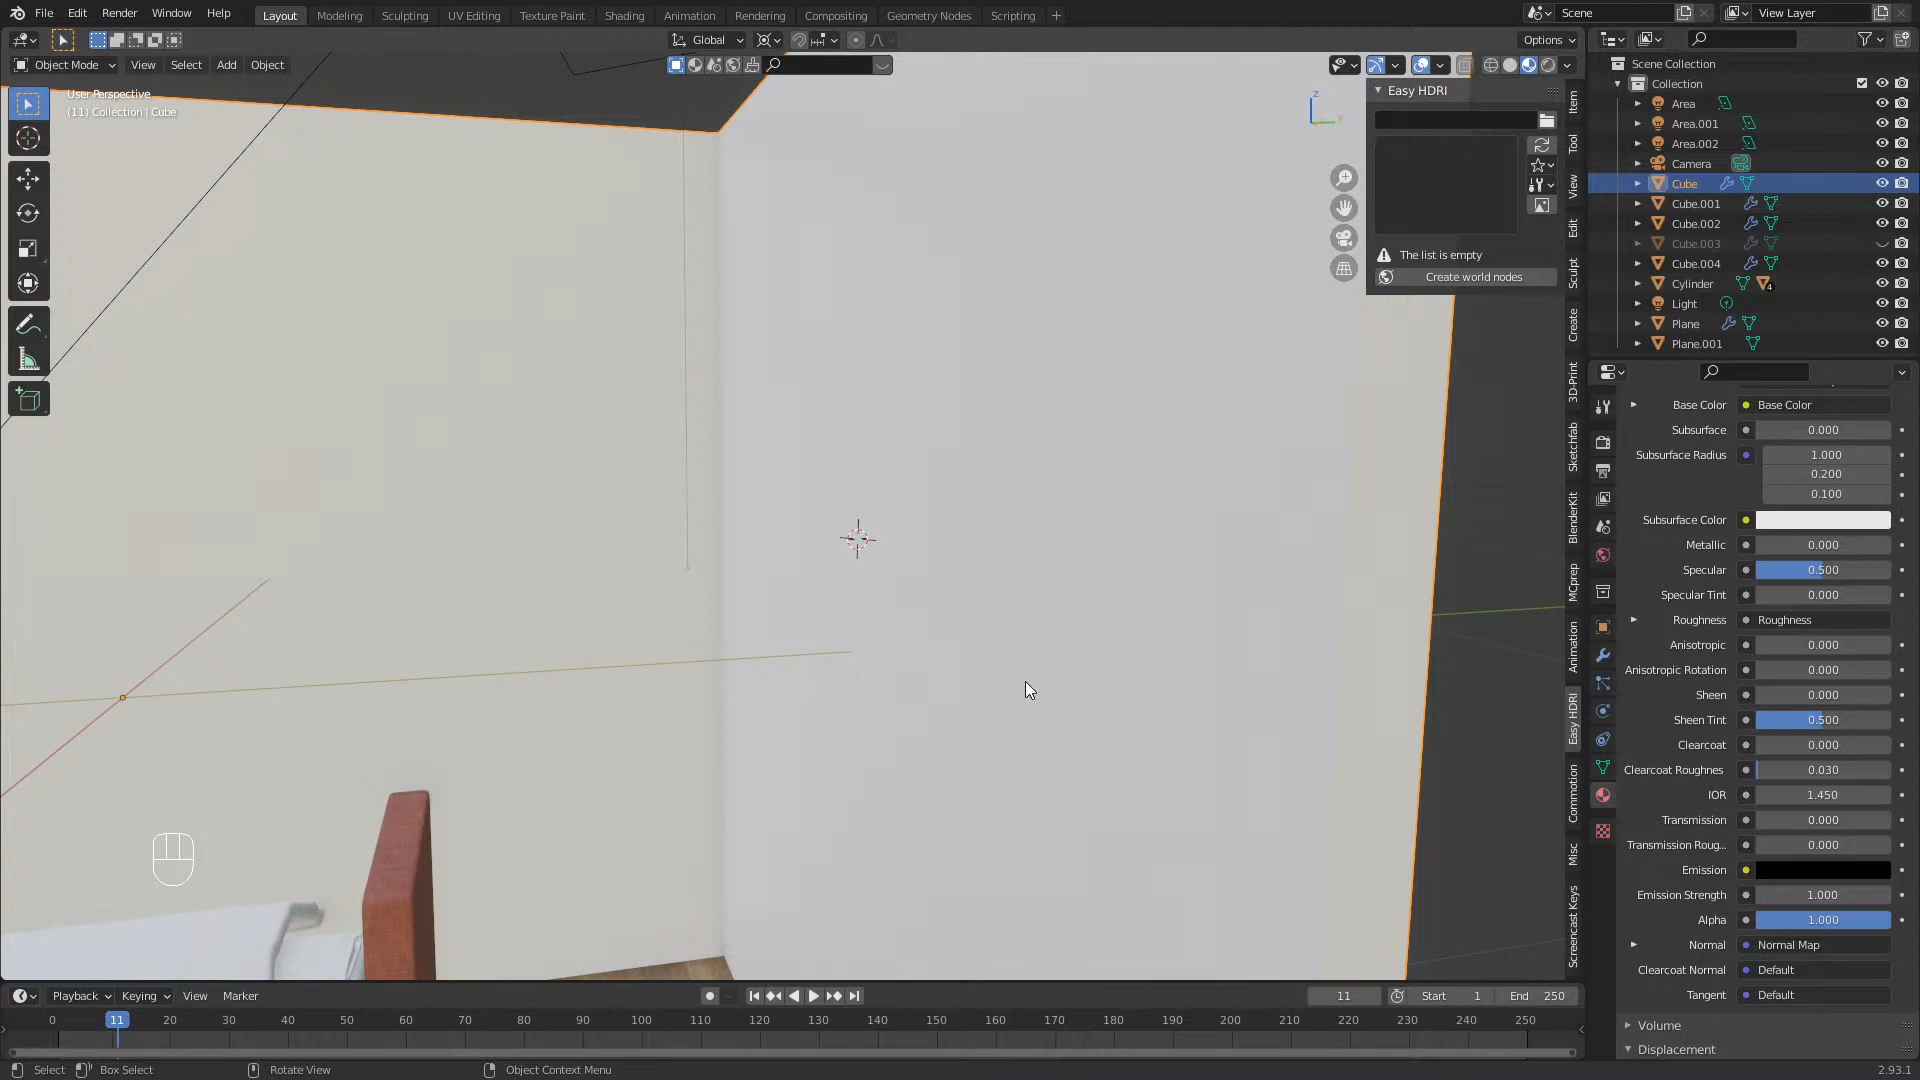 File Edit Render Window Help Layout Modeling Sculpting UV Editing Texture Paint Shading Animation Rendering Compositing Geometry Nodes Scripting + Scene View Layer
Global Options
Object Mode View Select Add Object
User Perspective
(11) Collection | Cube
z
y
Easy HDRI
The list is empty
Create world nodes
Item
Tool
View
Edit
Sculpt
Create
3D-Print
Sketchfab
BlenderKit
MCprep
Animation
Easy HDRI
Commotion
Misc
Screencast Keys
Scene Collection
Collection
Area
Area.001
Area.002
Camera
Cube
Cube.001
Cube.002
Cube.003
Cube.004
Cylinder 4
Light
Plane
Plane.001
Base Color Base Color
Subsurface 0.000
Subsurface Radius 1.000
0.200
0.100
Subsurface Color
Metallic 0.000
Specular 0.500
Specular Tint 0.000
Roughness Roughness
Anisotropic 0.000
Anisotropic Rotation 0.000
Sheen 0.000
Sheen Tint 0.500
Clearcoat 0.000
Clearcoat Roughnes 0.030
IOR 1.450
Transmission 0.000
Transmission Roug... 0.000
Emission
Emission Strength 1.000
Alpha 1.000
Normal Normal Map
Clearcoat Normal Default
Tangent Default
Volume
Displacement
Playback Keying View Marker 11 Start 1 End 250
0 11 20 30 40 50 60 70 80 90 100 110 120 130 140 150 160 170 180 190 200 210 220 230 240 250
Select Box Select Rotate View Object Context Menu 2.93.1